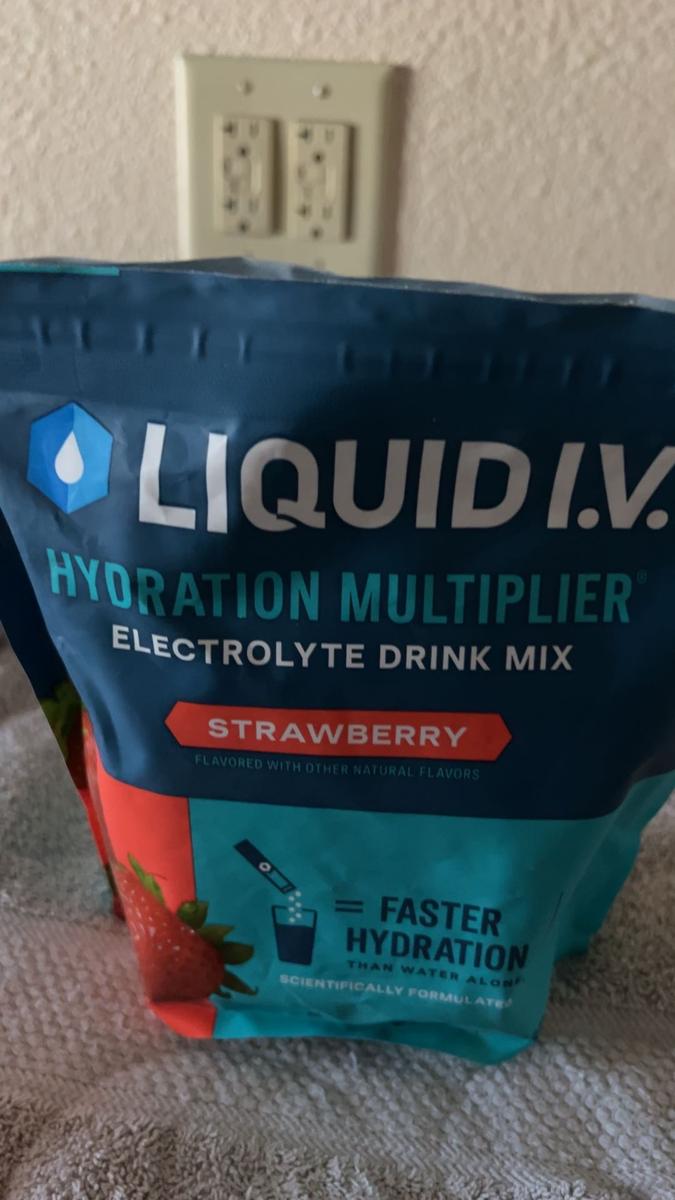 LIQUID I.V.
HYDRATION MULTIPLIER®
ELECTROLYTE DRINK MIX
STRAWBERRY
FLAVORED WITH OTHER NATURAL FLAVORS
= FASTER
HYDRATION
THAN WATER ALONE
SCIENTIFICALLY FORMULATED